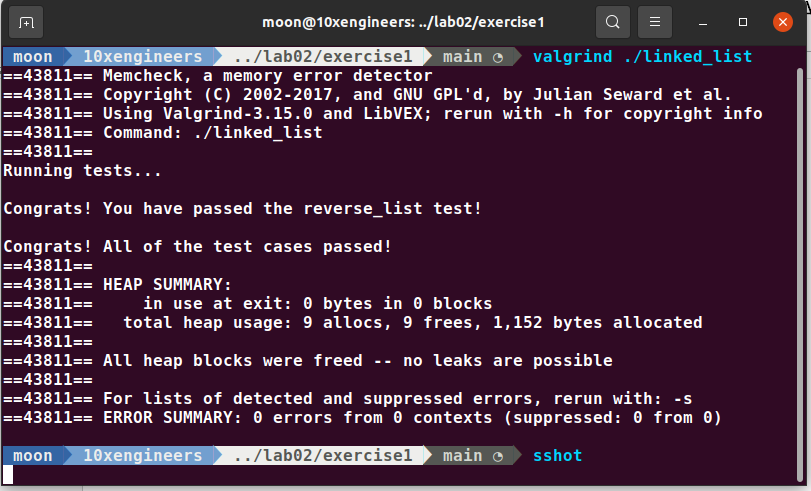 moon@10xengineers: ../lab02/exercise1
moon 10xengineers ../lab02/exercise1 main valgrind ./linked_list
==43811== Memcheck, a memory error detector
==43811== Copyright (C) 2002-2017, and GNU GPL'd, by Julian Seward et al.
==43811== Using Valgrind-3.15.0 and LibVEX; rerun with -h for copyright info
==43811== Command: ./linked_list
==43811==
Running tests...
Congrats! You have passed the reverse_list test!
Congrats! All of the test cases passed!
==43811==
==43811== HEAP SUMMARY:
==43811==     in use at exit: 0 bytes in 0 blocks
==43811==   total heap usage: 9 allocs, 9 frees, 1,152 bytes allocated
==43811==
==43811== All heap blocks were freed -- no leaks are possible
==43811==
==43811== For lists of detected and suppressed errors, rerun with: -s
==43811== ERROR SUMMARY: 0 errors from 0 contexts (suppressed: 0 from 0)
moon 10xengineers ../lab02/exercise1 main sshot